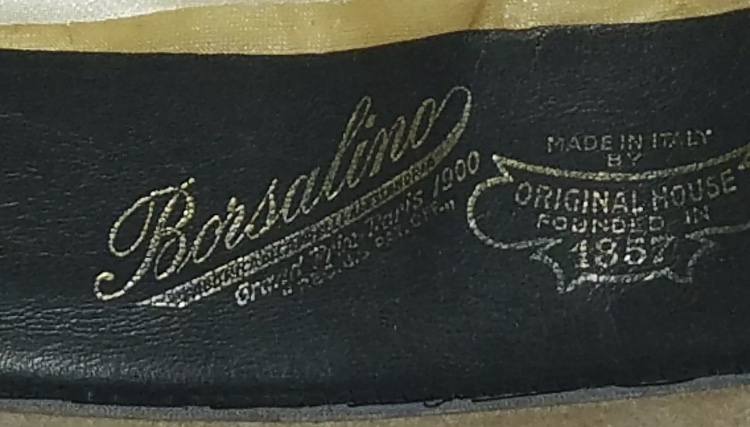 Borsalino
Grand Prix Paris 1900
MADE IN ITALY
BY
ORIGINAL HOUSE
FOUNDED IN
1857